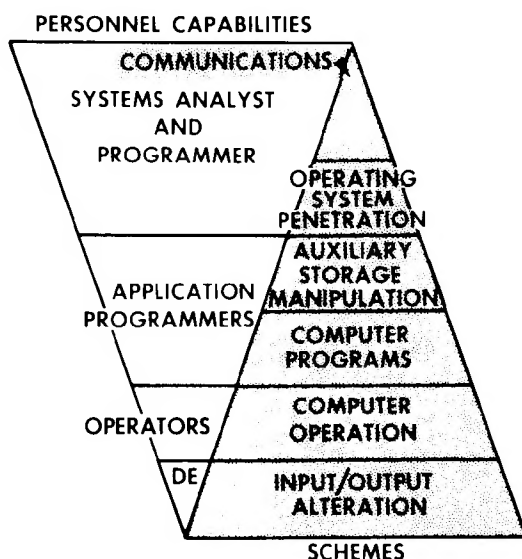 PERSONNEL CAPABILITIES
COMMUNICATIONS
SYSTEMS ANALYST
AND
PROGRAMMER
OPERATING
SYSTEM
PENETRATION
APPLICATION
PROGRAMMERS
AUXILIARY
STORAGE
MANIPULATION
COMPUTER
PROGRAMS
OPERATORS
COMPUTER
OPERATION
DE
INPUT/OUTPUT
ALTERATION
SCHEMES